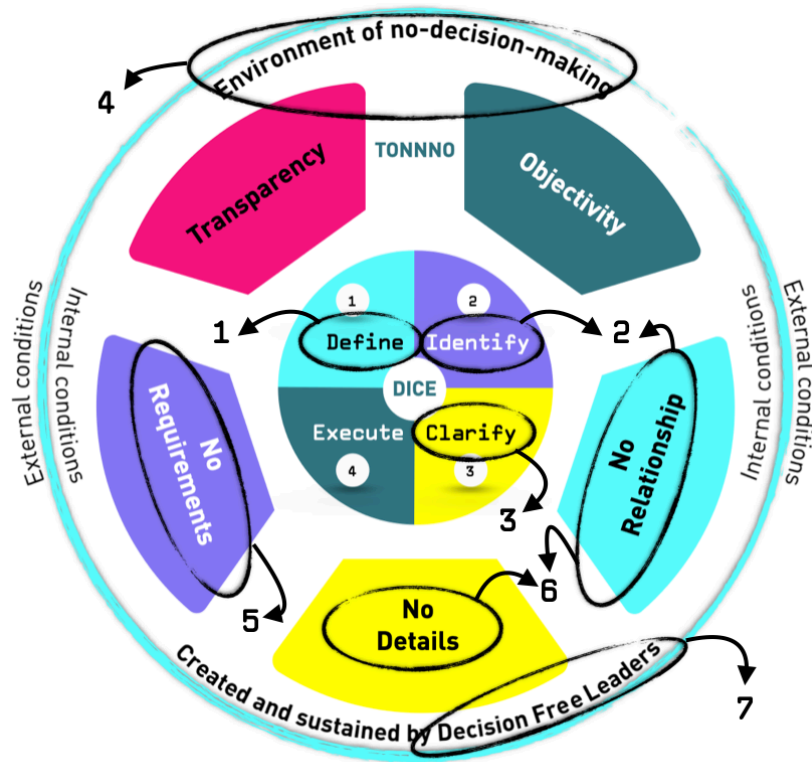 Environment of no-decision-making
4
TONNNO
Transparency
Objectivity
External conditions
Internal conditions
Internal conditions
External conditions
1
2
1
Define
Identify
2
DICE
Execute
Clarify
4
3
3
No
Requirements
No
Relationship
5
6
No
Details
Created and sustained by Decision Free Leaders
7